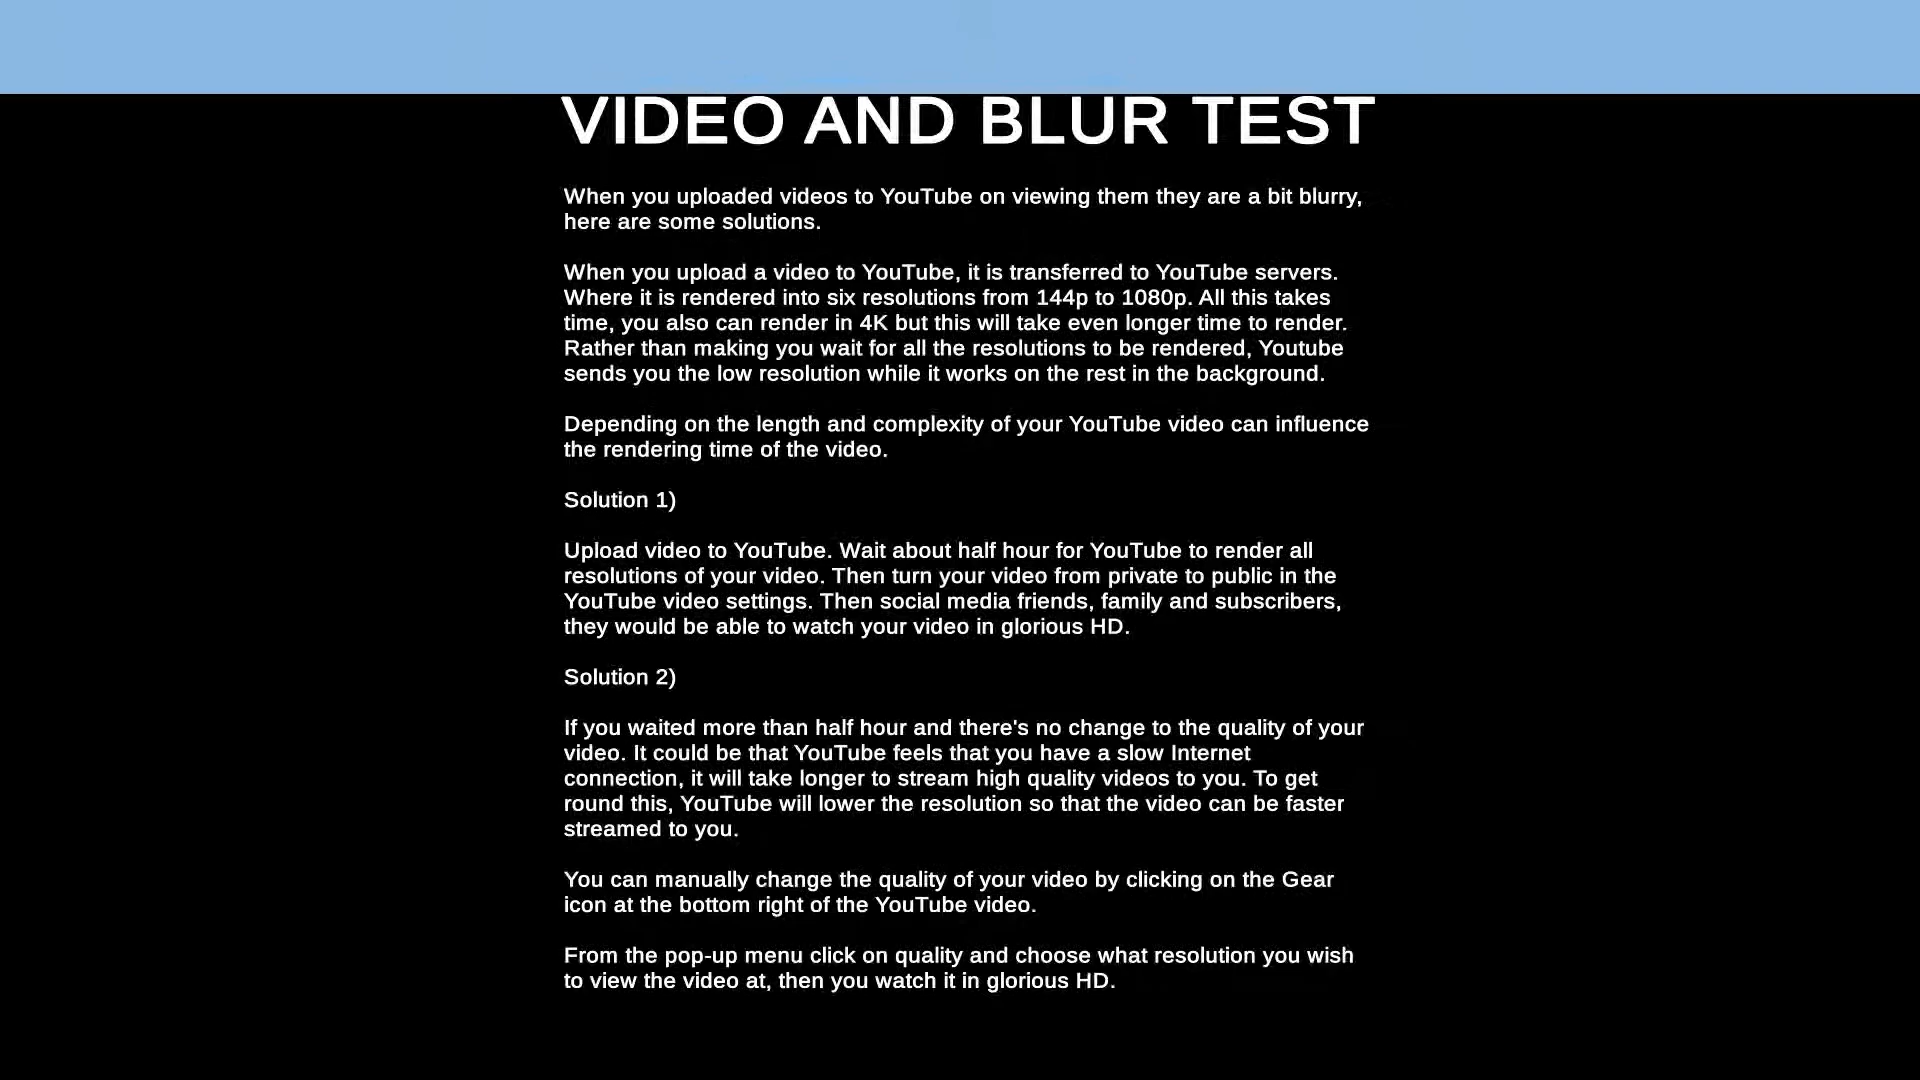 VIDEO AND BLUR TEST
When you uploaded videos to YouTube on viewing them they are a bit blurry,
here are some solutions.
When you upload a video to YouTube, it is transferred to YouTube servers.
Where it is rendered into six resolutions from 144p to 1080p. All this takes
time, you also can render in 4K but this will take even longer time to render.
Rather than making you wait for all the resolutions to be rendered, Youtube
sends you the low resolution while it works on the rest in the background.
Depending on the length and complexity of your YouTube video can influence
the rendering time of the video.
Solution 1)
Upload video to YouTube. Wait about half hour for YouTube to render all
resolutions of your video. Then turn your video from private to public in the
YouTube video settings. Then social media friends, family and subscribers,
they would be able to watch your video in glorious HD.
Solution 2)
If you waited more than half hour and there's no change to the quality of your
video. It could be that YouTube feels that you have a slow Internet
connection, it will take longer to stream high quality videos to you. To get
round this, YouTube will lower the resolution so that the video can be faster
streamed to you.
You can manually change the quality of your video by clicking on the Gear
icon at the bottom right of the YouTube video.
From the pop-up menu click on quality and choose what resolution you wish
to view the video at, then you watch it in glorious HD.